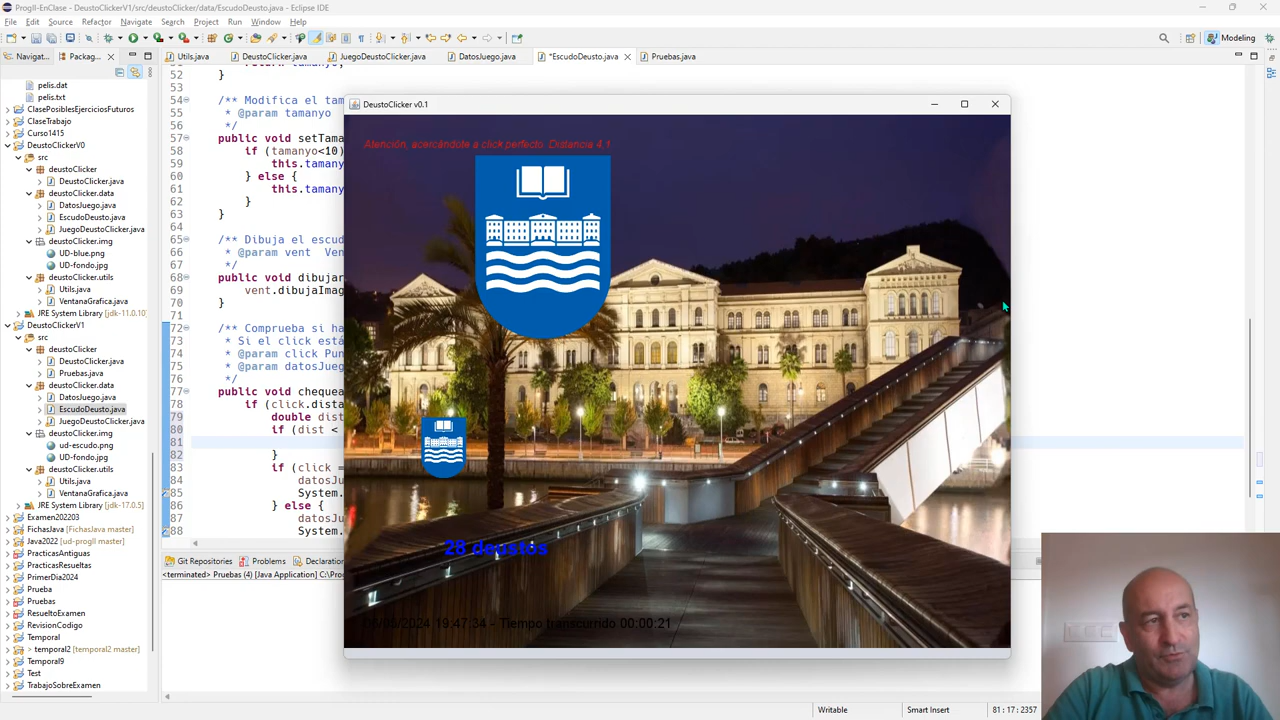 ProgII-EnClase - DeustoClickerV1/src/deustoClicker/data/EscudoDeusto.java - Eclipse IDE
File Edit Source Refactor Navigate Search Project Run Window Help
Modeling
Navigat... Packag...
Utils.java DeustoClicker.java JuegoDeustoClicker.java DatosJuego.java *EscudoDeusto.java Pruebas.java
pelis.dat
pelis.txt
ClasePosiblesEjerciciosFuturos
ClaseTrabajo
Curso1415
DeustoClickerV0
src
deustoClicker
DeustoClicker.java
deustoClicker.data
DatosJuego.java
EscudoDeusto.java
JuegoDeustoClicker.java
deustoClicker.img
UD-blue.png
UD-fondo.jpg
deustoClicker.utils
Utils.java
VentanaGrafica.java
JRE System Library [jdk-11.0.10]
DeustoClickerV1
src
deustoClicker
DeustoClicker.java
Pruebas.java
deustoClicker.data
DatosJuego.java
EscudoDeusto.java
JuegoDeustoClicker.java
deustoClicker.img
ud-escudo.png
UD-fondo.jpg
deustoClicker.utils
Utils.java
VentanaGrafica.java
JRE System Library [jdk-17.0.5]
Examen202203
FichasJava [FichasJava master]
Java2022 [ud-progII master]
PracticasAntiguas
PracticasResueltas
PrimerDia2024
Prueba
Pruebas
ResueltoExamen
RevisionCodigo
Temporal
> temporal2 [temporal2 master]
Temporal9
Test
TrabajoSobreExamen
52 }
53
54 /** Modifica el tam
55 * @param tamanyo
56 */
57 public void setTama
58 if (tamanyo<10)
59 this.tamany
60 } else {
61 this.tamany
62 }
63 }
64
65 /** Dibuja el escud
66 * @param vent Ven
67 */
68 public void dibujar
69 vent.dibujaImag
70 }
71
72 /** Comprueba si ha
73 * Si el click está
74 * @param click Pun
75 * @param datosJueg
76 */
77 public void chequea
78 if (click.dista
79 double dist
80 if (dist <
81
82 }
83 if (click =
84 datosJu
85 System.
86 } else {
87 datosJu
88 System.
DeustoClicker v0.1
Atención, acercándote a click perfecto. Distancia 4,1
28 deustos
2024 19:47:34 - Tiempo transcurrido 00:00:21
Git Repositories Problems Declaration
<terminated> Pruebas (4) [Java Application] C:\Pro
Writable Smart Insert 81 : 17 : 2357